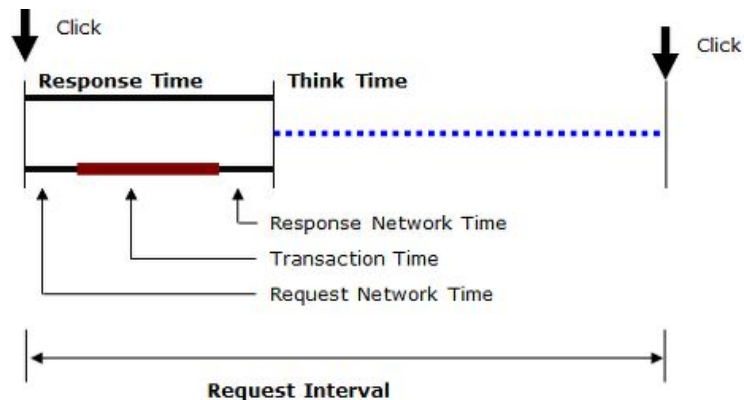 Click
Click
Response Time
Think Time
Response Network Time
Transaction Time
Request Network Time
Request Interval